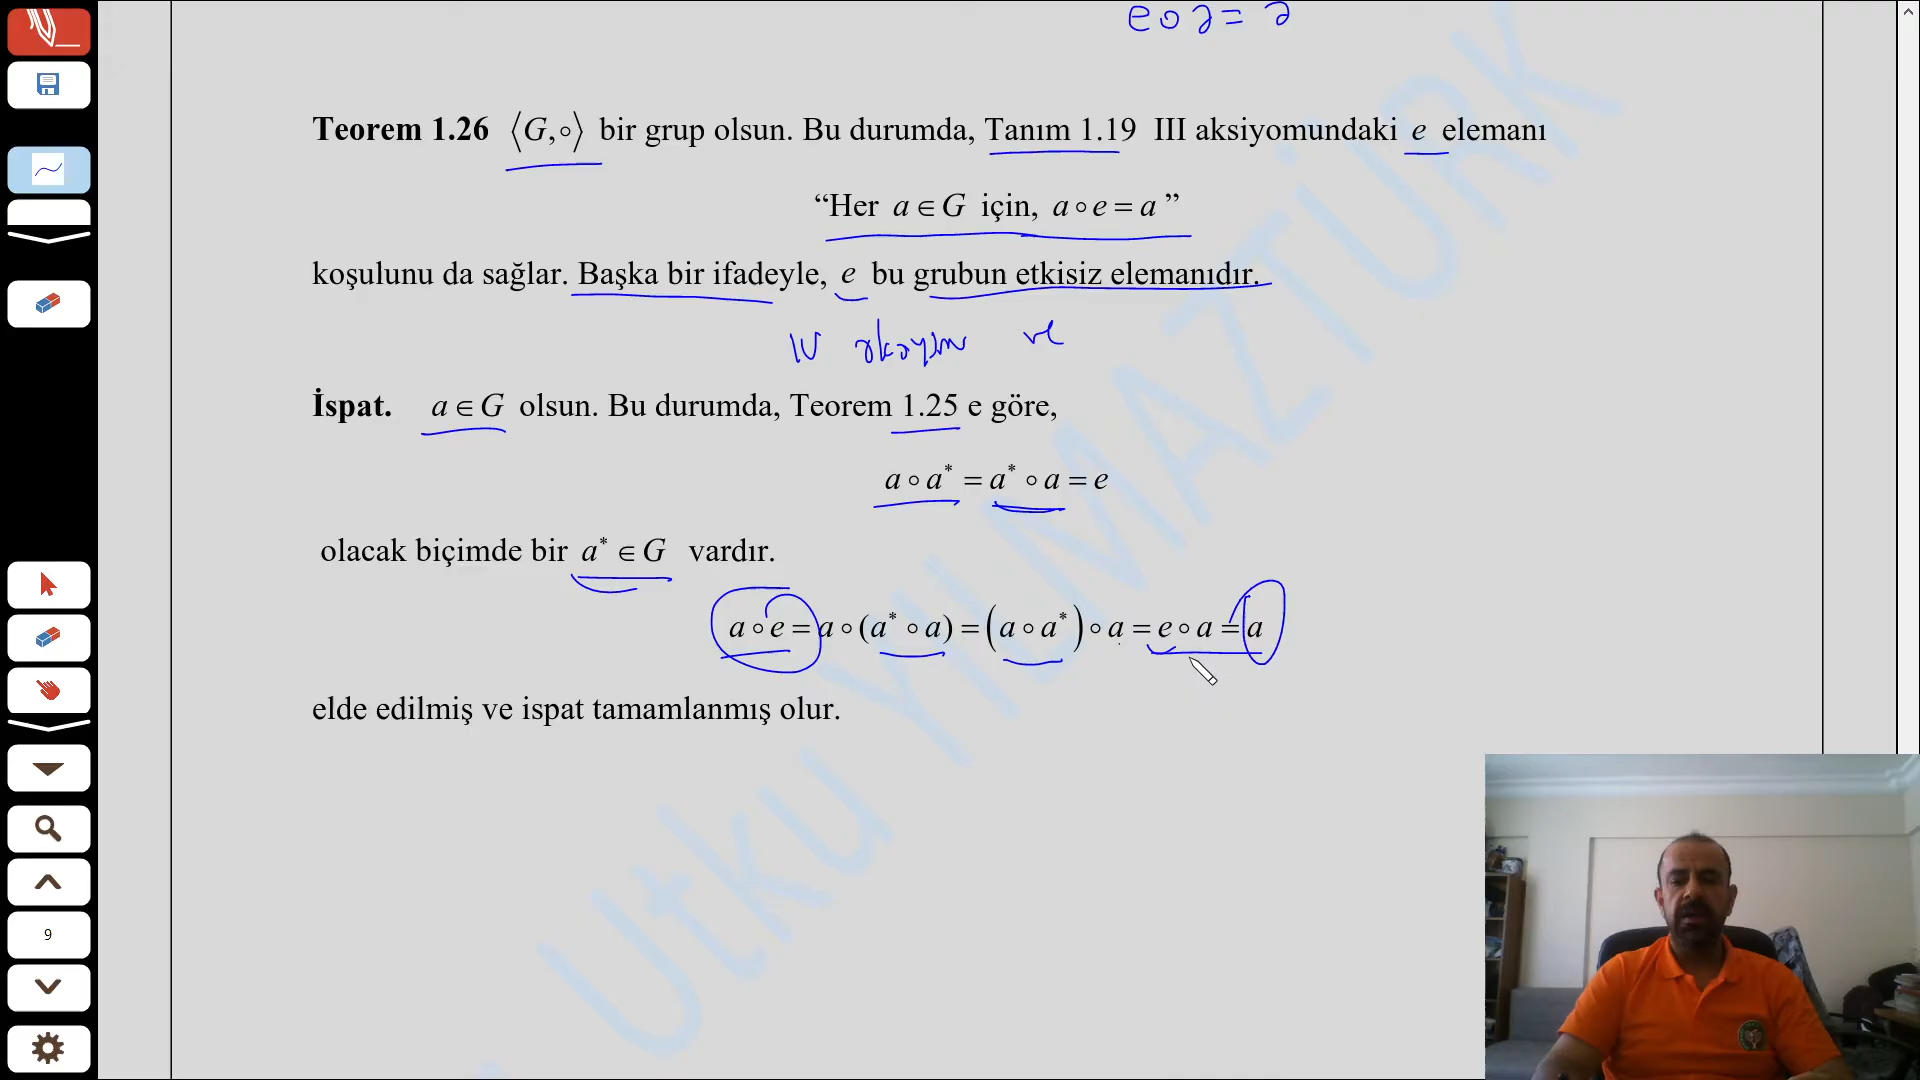 e ∘ a = a
Teorem 1.26 ⟨G,∘⟩ bir grup olsun. Bu durumda, Tanım 1.19 III aksiyomundaki e elemanı
“Her a ∈ G için, a ∘ e = a ”
koşulunu da sağlar. Başka bir ifadeyle, e bu grubun etkisiz elemanıdır.
IV aksiyom ve
İspat. a ∈ G olsun. Bu durumda, Teorem 1.25 e göre,
a ∘ a* = a* ∘ a = e
olacak biçimde bir a* ∈ G vardır.
a ∘ e = a ∘ (a* ∘ a) = (a ∘ a*) ∘ a = e ∘ a = a
elde edilmiş ve ispat tamamlanmış olur.
Utku YILMAZTÜRK
9